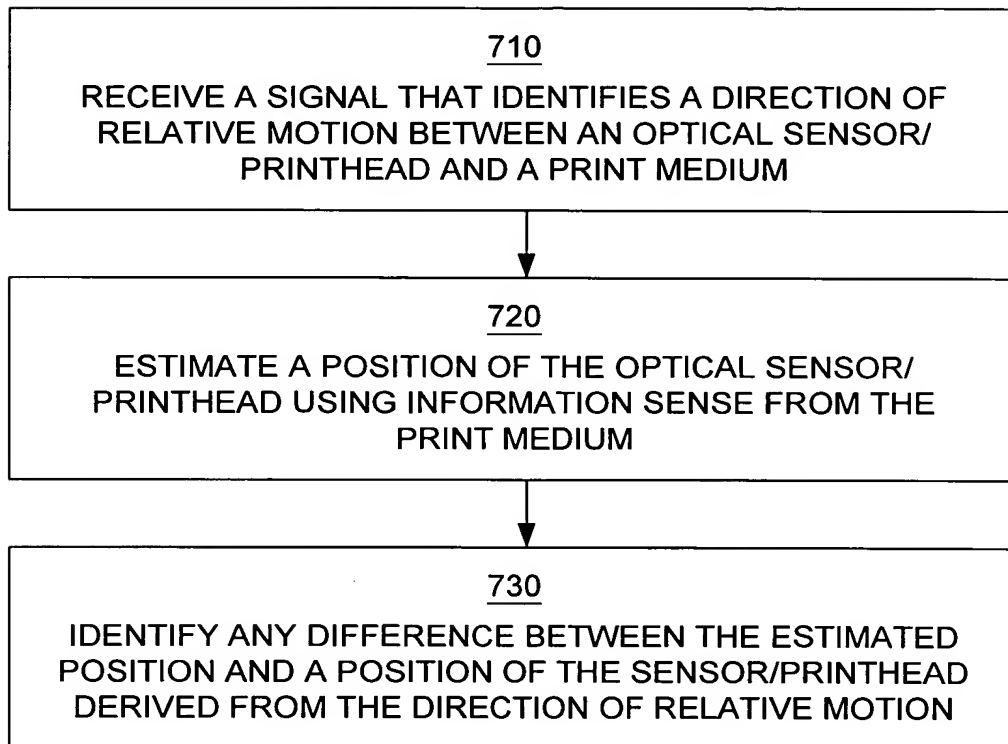 710
RECEIVE A SIGNAL THAT IDENTIFIES A DIRECTION OF
RELATIVE MOTION BETWEEN AN OPTICAL SENSOR/
PRINTHEAD AND A PRINT MEDIUM
720
ESTIMATE A POSITION OF THE OPTICAL SENSOR/
PRINTHEAD USING INFORMATION SENSE FROM THE
PRINT MEDIUM
730
IDENTIFY ANY DIFFERENCE BETWEEN THE ESTIMATED
POSITION AND A POSITION OF THE SENSOR/PRINTHEAD
DERIVED FROM THE DIRECTION OF RELATIVE MOTION